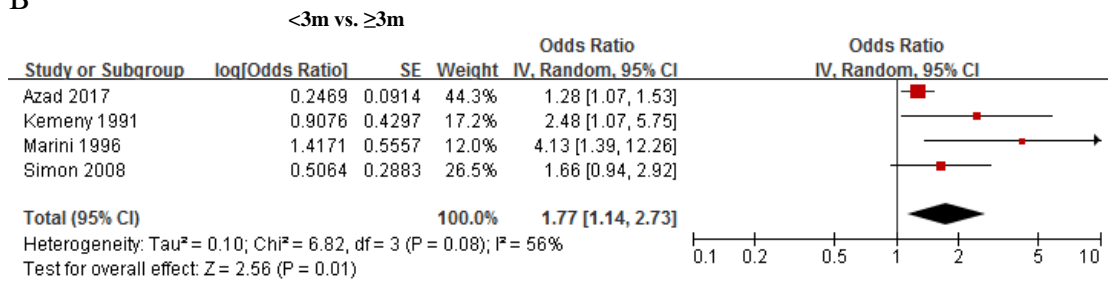 B
<3m vs. ≥3m
Odds Ratio Odds Ratio
Study or Subgroup log[Odds Ratio] SE Weight IV, Random, 95% CI IV, Random, 95% CI
Azad 2017 0.2469 0.0914 44.3% 1.28 [1.07, 1.53]
Kemeny 1991 0.9076 0.4297 17.2% 2.48 [1.07, 5.75]
Marini 1996 1.4171 0.5557 12.0% 4.13 [1.39, 12.26]
Simon 2008 0.5064 0.2883 26.5% 1.66 [0.94, 2.92]
Total (95% CI) 100.0% 1.77 [1.14, 2.73]
Heterogeneity: Tau² = 0.10; Chi² = 6.82, df = 3 (P = 0.08); I² = 56%
Test for overall effect: Z = 2.56 (P = 0.01)
0.1 0.2 0.5 1 2 5 10